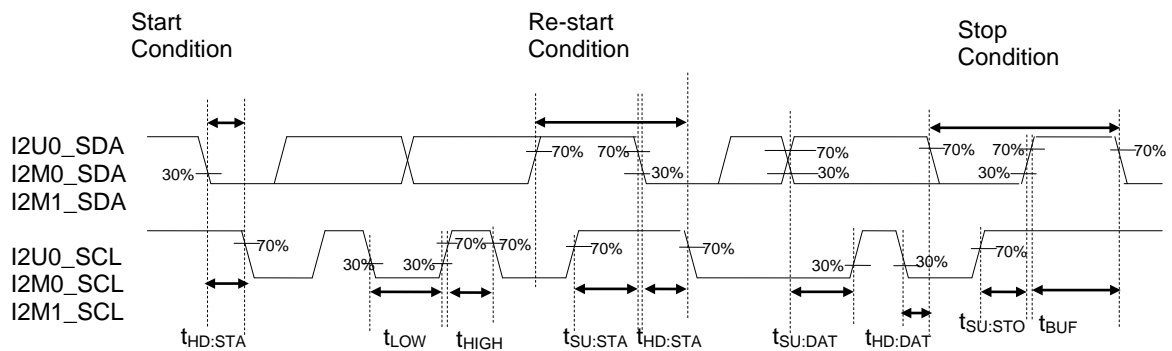 Start
Condition
Re-start
Condition
Stop
Condition
I2U0_SDA
I2M0_SDA
I2M1_SDA
30%
70%
70%
30%
70%
30%
70%
70%
30%
70%
I2U0_SCL
I2M0_SCL
I2M1_SCL
70%
30%
30%
70%
70%
70%
70%
30%
30%
70%
tHD:STA
tLOW
tHIGH
tSU:STA
tHD:STA
tSU:DAT
tHD:DAT
tSU:STO
tBUF